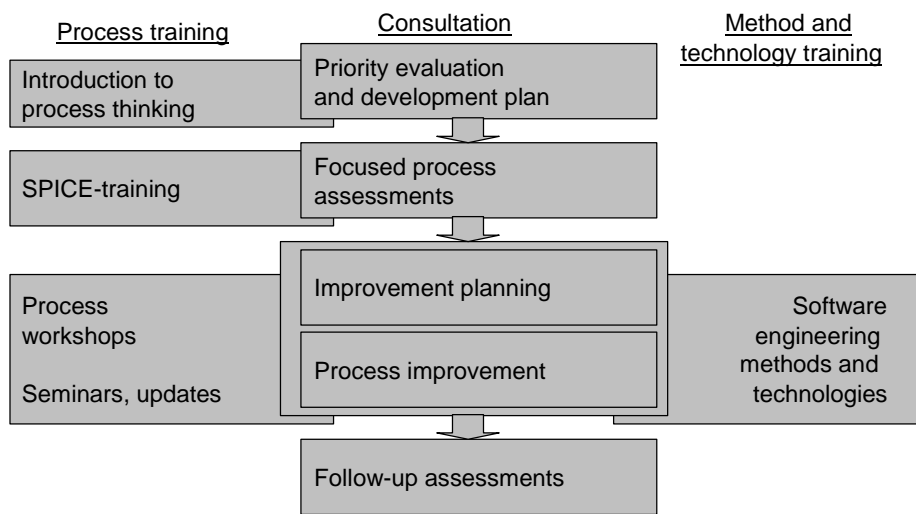 Process training
Consultation
Method and
technology training
Introduction to
process thinking
Priority evaluation
and development plan
SPICE-training
Focused process
assessments
Process
workshops
Seminars, updates
Improvement planning
Process improvement
Software
engineering
methods and
technologies
Follow-up assessments